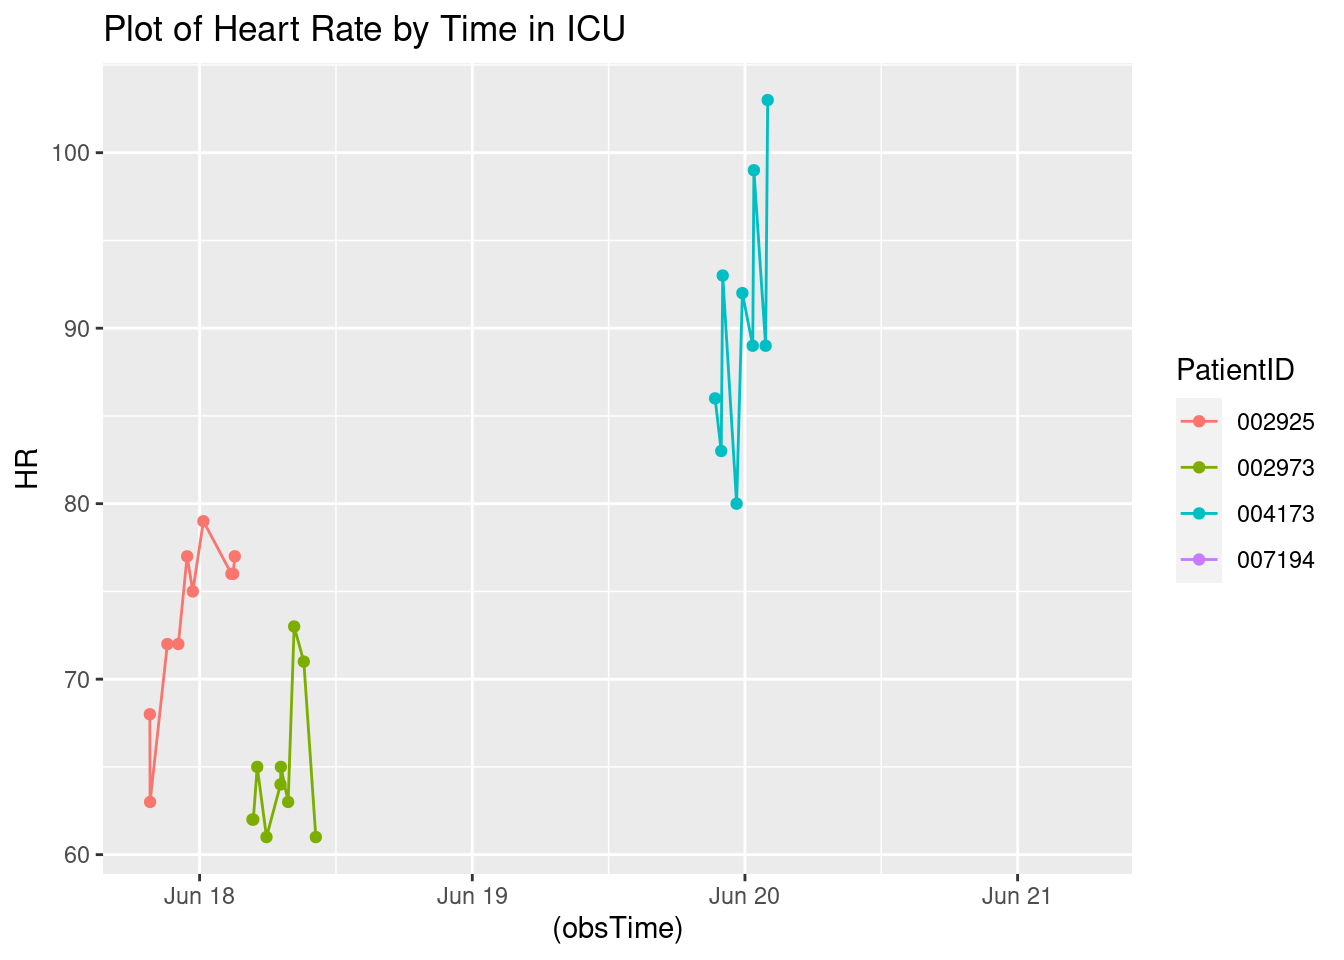 Plot of Heart Rate by Time in ICU
HR
100
90
80
70
60
Jun 18 Jun 19 Jun 20 Jun 21
(obsTime)
PatientID
002925
002973
004173
007194